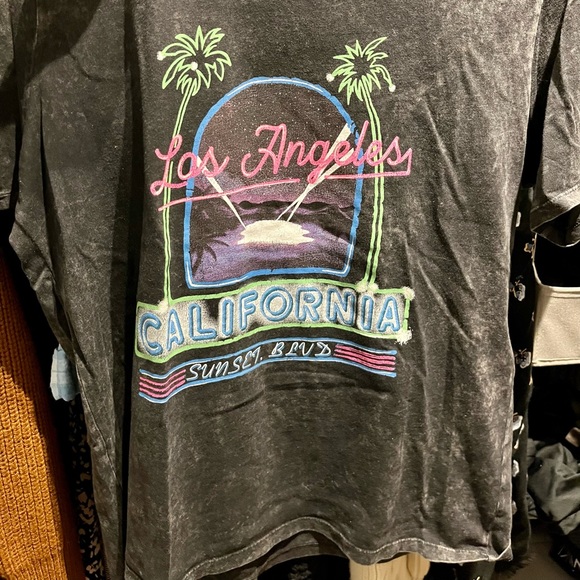 Los Angeles
CALIFORNIA
SUNSET. BLVD